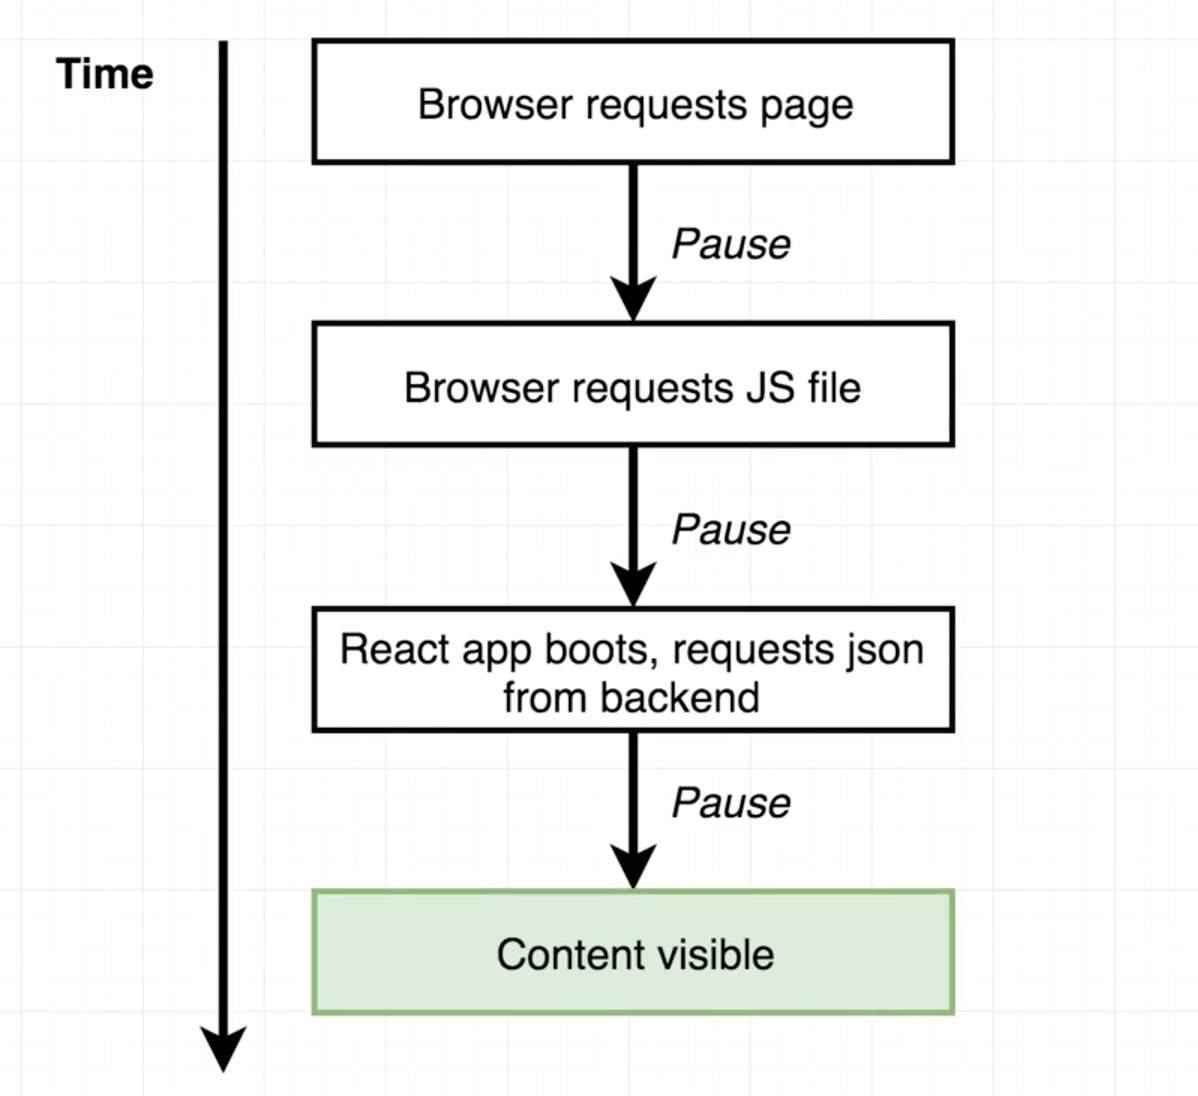 Time
Browser requests page
Pause
Browser requests JS file
Pause
React app boots, requests json
from backend
Pause
Content visible